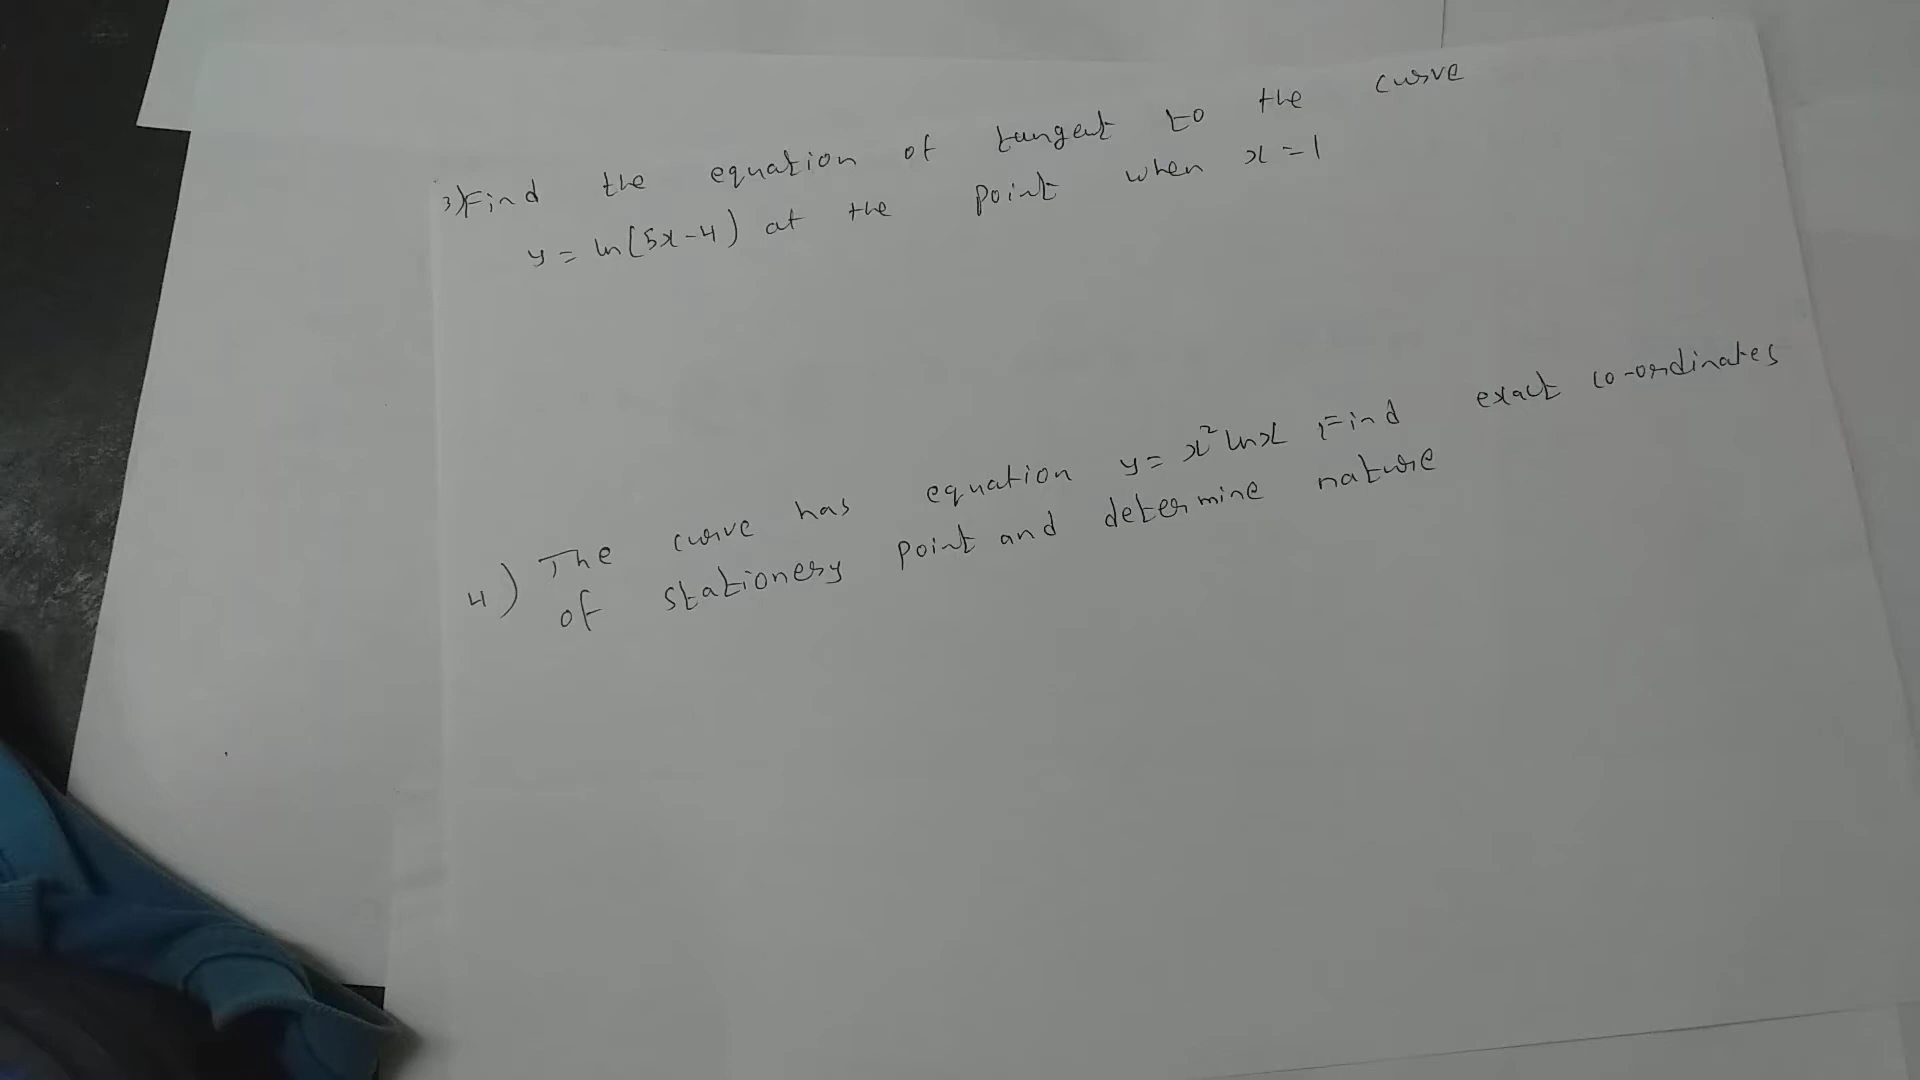 3) Find the equation of tangent to the curve
y = ln(5x-4) at the point when x = 1
4) The curve has equation y = x² lnx Find exact co-ordinates
of stationery point and determine nature